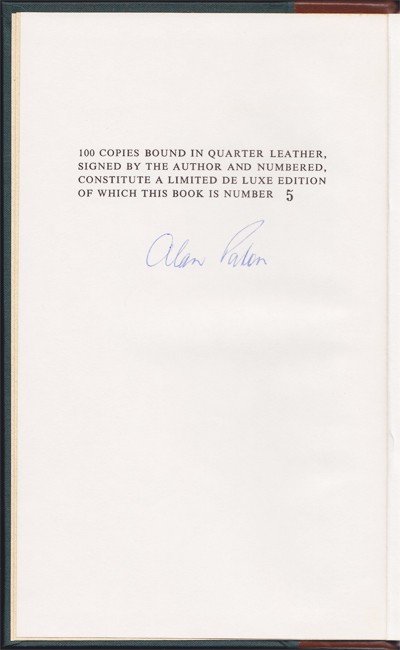 100 COPIES BOUND IN QUARTER LEATHER,
SIGNED BY THE AUTHOR AND NUMBERED,
CONSTITUTE A LIMITED DE LUXE EDITION
OF WHICH THIS BOOK IS NUMBER 5
Alan Paton